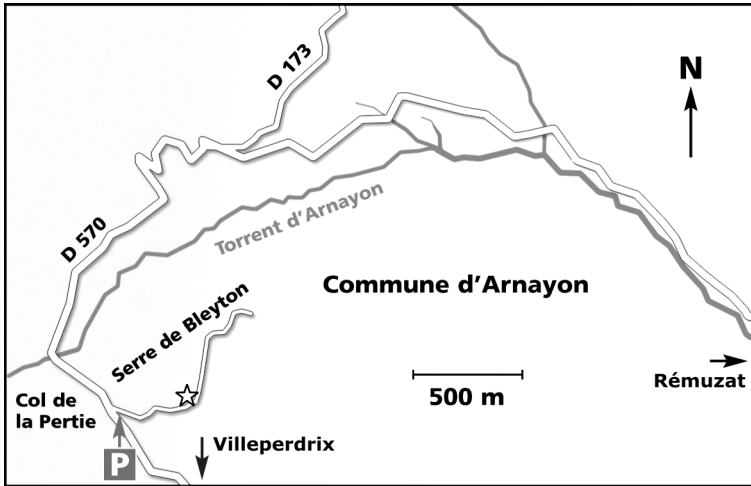 D 173
N
D 570
Torrent d'Arnayon
Commune d'Arnayon
Serre de Bleyton
500 m
Rémuzat
Col de
la Pertie
P
Villeperdrix